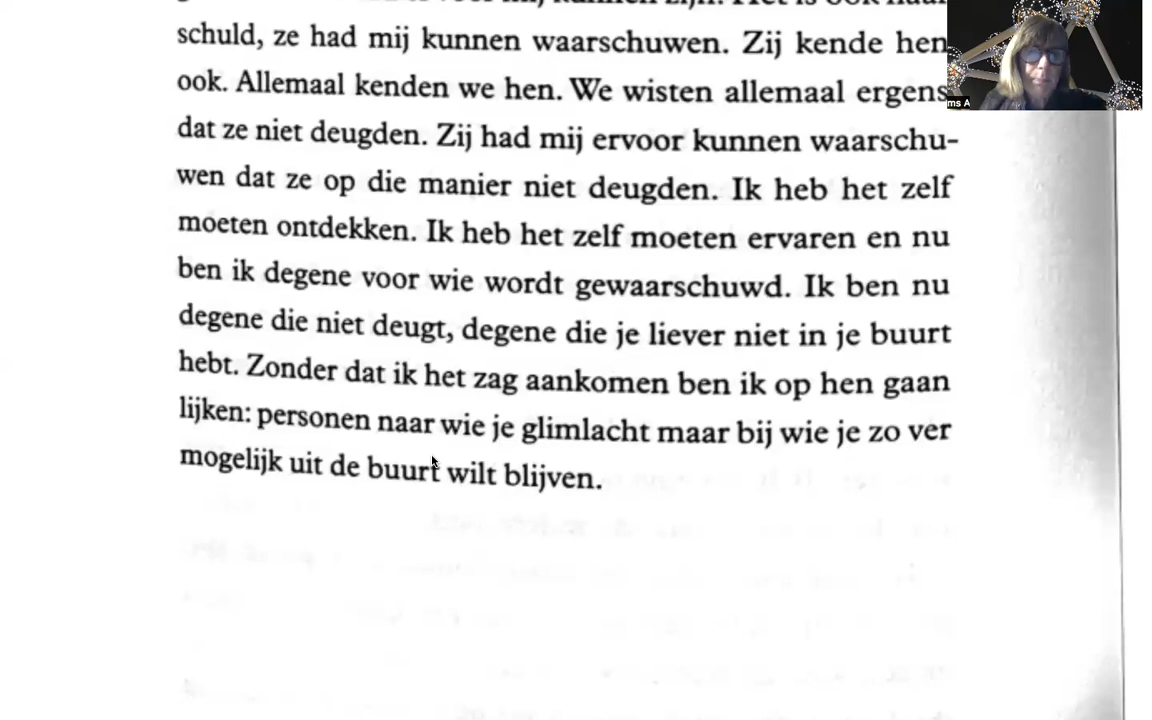 schuld, ze had mij kunnen waarschuwen. Zij kende hen
ook. Allemaal kenden we hen. We wisten allemaal ergens
dat ze niet deugden. Zij had mij ervoor kunnen waarschu-
wen dat ze op die manier niet deugden. Ik heb het zelf
moeten ontdekken. Ik heb het zelf moeten ervaren en nu
ben ik degene voor wie wordt gewaarschuwd. Ik ben nu
degene die niet deugt, degene die je liever niet in je buurt
hebt. Zonder dat ik het zag aankomen ben ik op hen gaan
lijken: personen naar wie je glimlacht maar bij wie je zo ver
mogelijk uit de buurt wilt blijven.
ms A